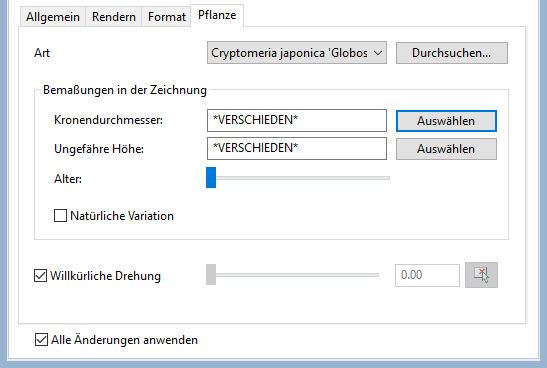 Allgemein Rendern Format Pflanze
Art Cryptomeria japonica 'Globos Durchsuchen...
Bemaßungen in der Zeichnung
Kronendurchmesser: *VERSCHIEDEN* Auswählen
Ungefähre Höhe: *VERSCHIEDEN* Auswählen
Alter:
Natürliche Variation
Willkürliche Drehung 0.00
Alle Änderungen anwenden